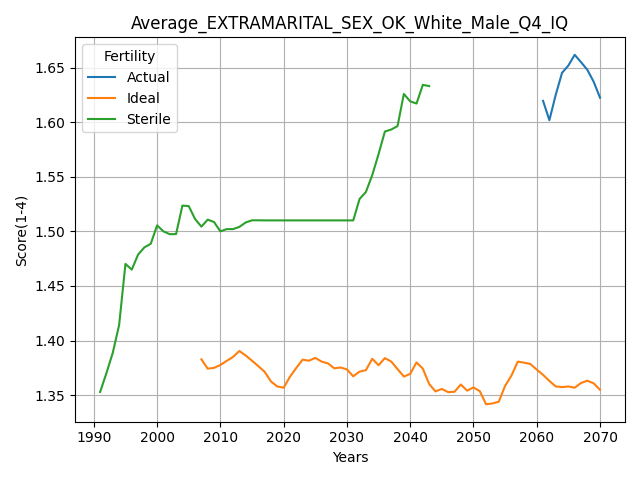 Average_EXTRAMARITAL_SEX_OK_White_Male_Q4_IQ
Fertility
Actual
Ideal
Sterile
Score(1-4)
1.65
1.60
1.55
1.50
1.45
1.40
1.35
1990 2000 2010 2020 2030 2040 2050 2060 2070
Years